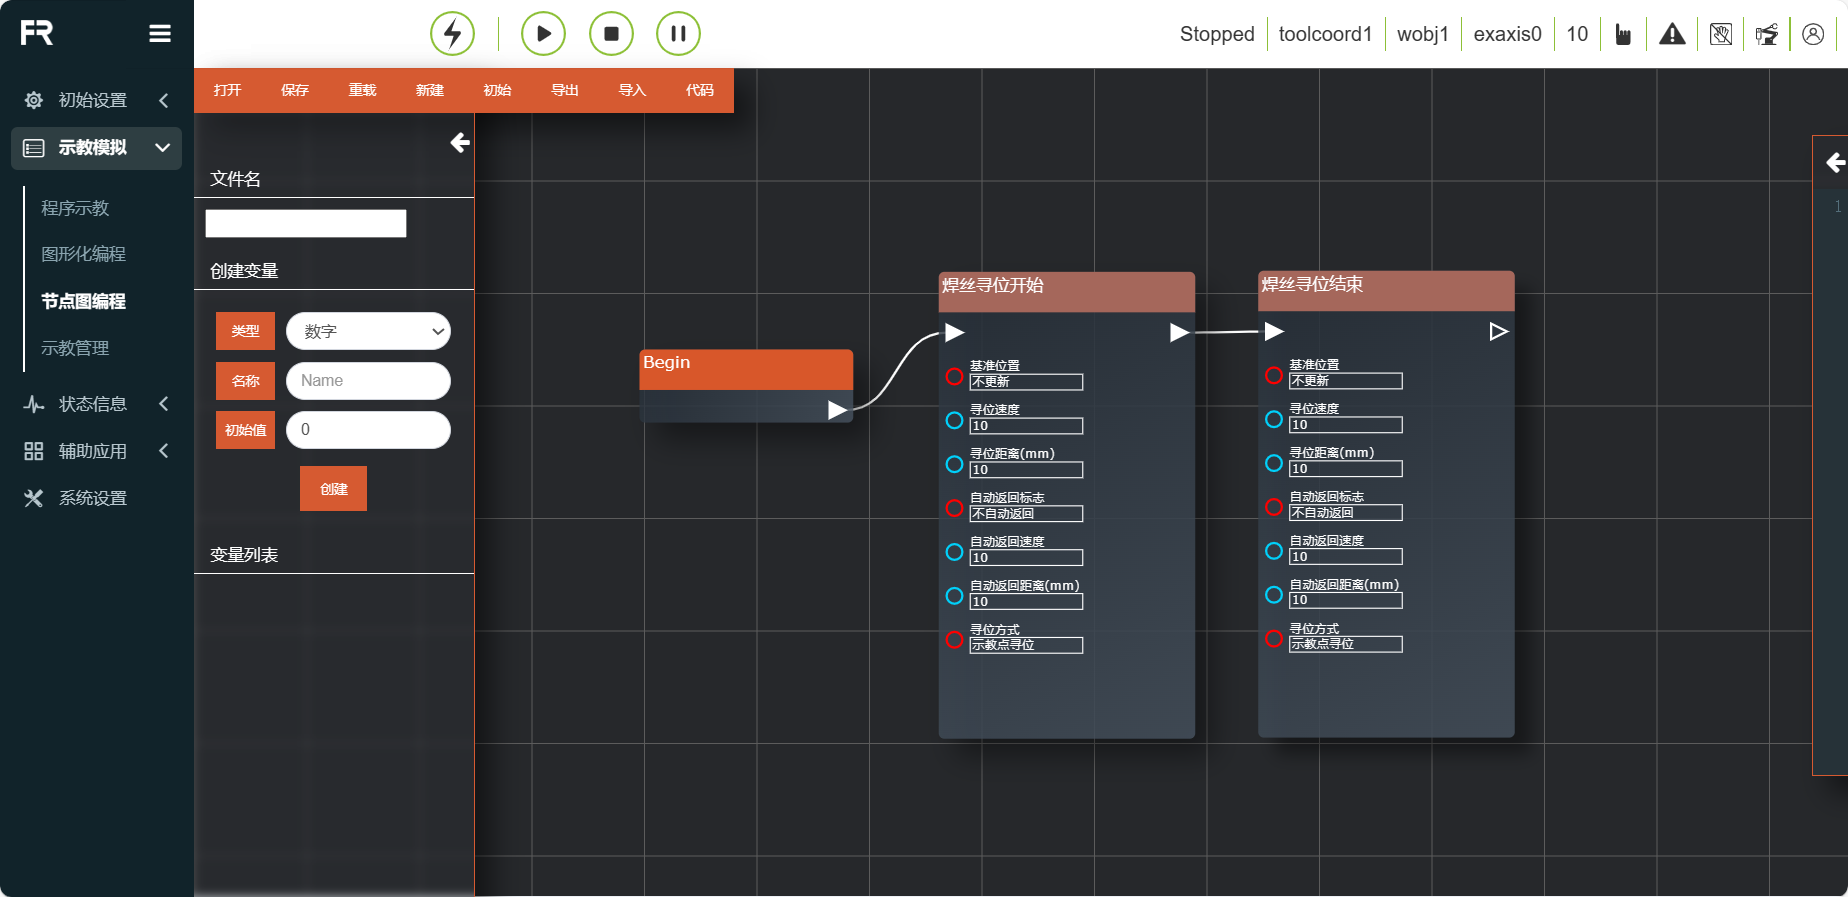 FR
Stopped
toolcoord1
wobj1
exaxis0
10
初始设置
示教模拟
程序示教
图形化编程
节点图编程
示教管理
状态信息
辅助应用
系统设置
打开 保存 重载 新建 初始 导出 导入 代码
文件名
创建变量
类型 数字
名称 Name
初始值 0
创建
变量列表
Begin
焊丝寻位开始
基准位置
不更新
寻位速度
10
寻位距离(mm)
10
自动返回标志
不自动返回
自动返回速度
10
自动返回距离(mm)
10
寻位方式
示教点寻位
焊丝寻位结束
基准位置
不更新
寻位速度
10
寻位距离(mm)
10
自动返回标志
不自动返回
自动返回速度
10
自动返回距离(mm)
10
寻位方式
示教点寻位
1